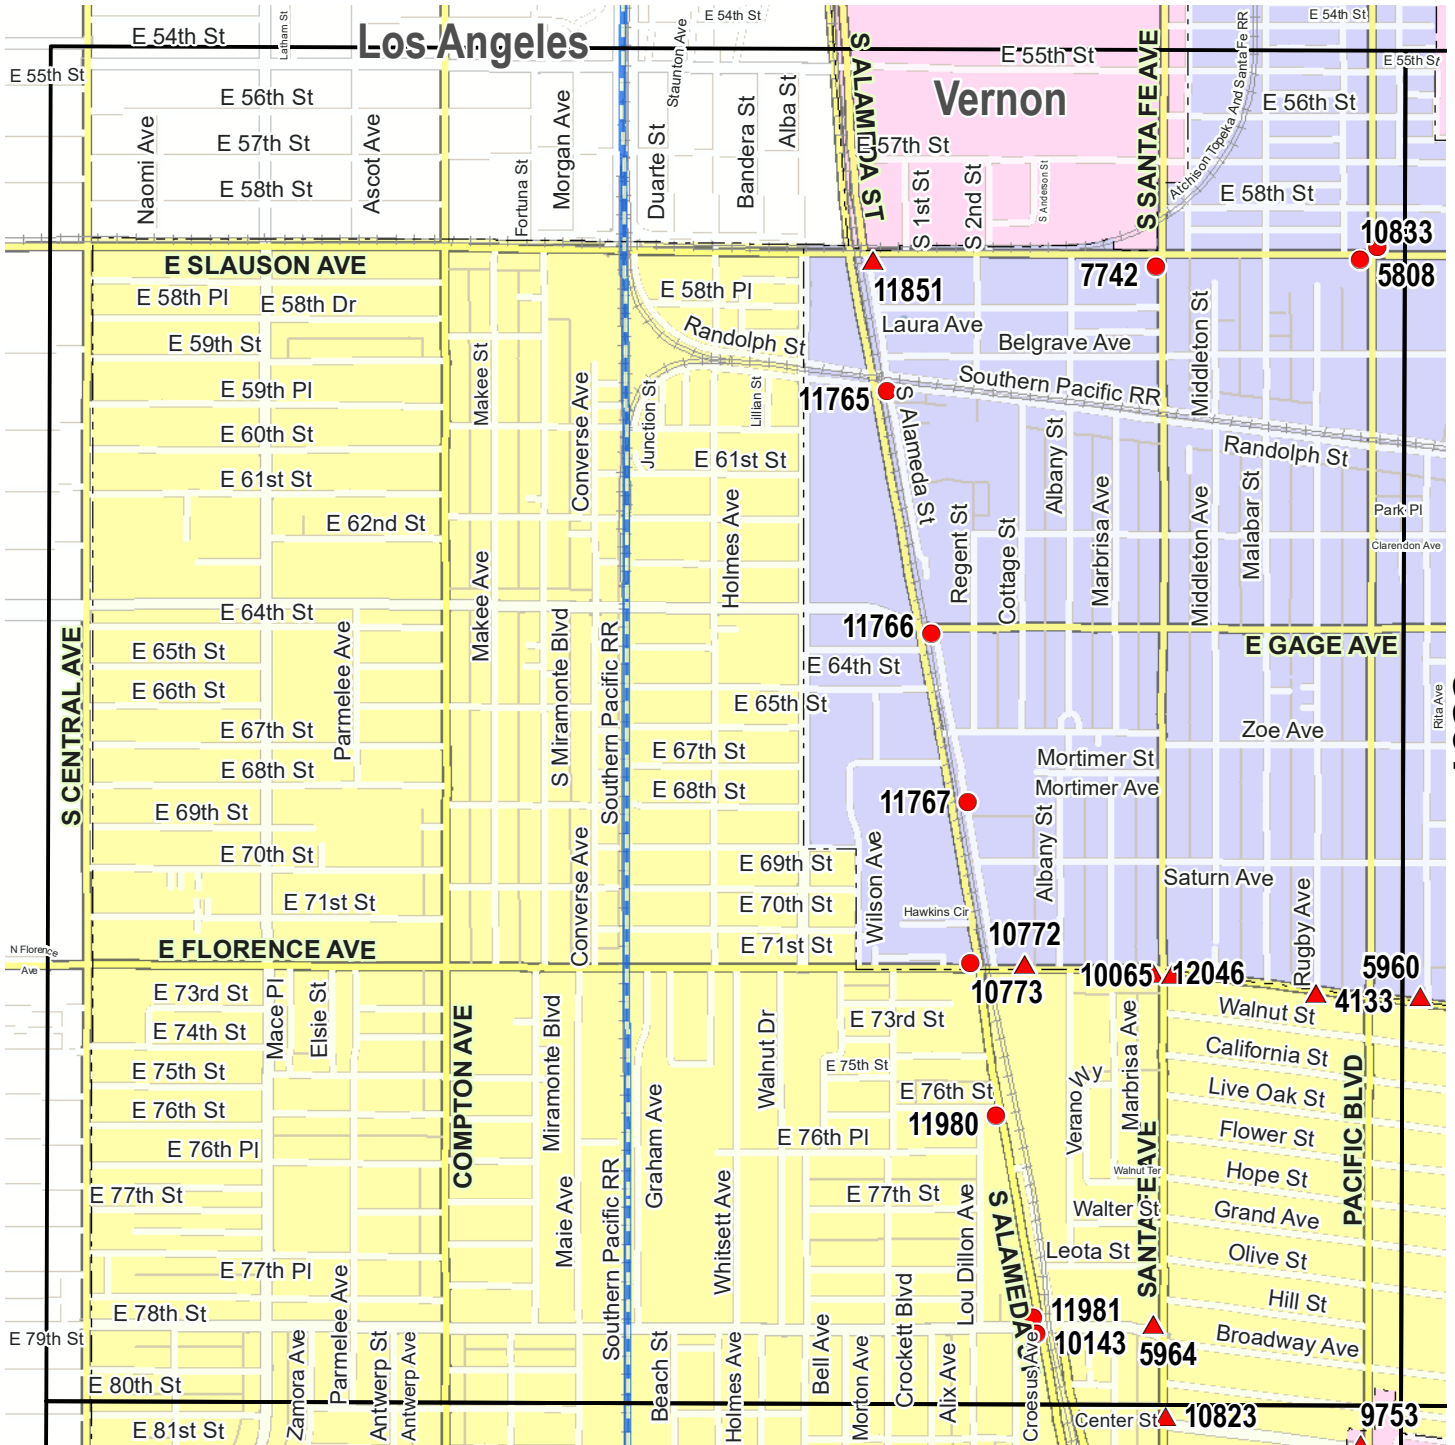 E 54th St
Latham St
Los Angeles
Staunton Ave
E 54th St
S ALAMEDA ST
E 55th St
S SANTA FE AVE
Atchison Topeka And Santa Fe RR
E 54th St
E 55th St
E 55th St
E 56th St
Vernon
E 56th St
Naomi Ave
E 57th St
Ascot Ave
Fortuna St
Morgan Ave
Duarte St
Bandera St
Alba St
E 57th St
E 58th St
S 1st St
S 2nd St
S Anderson St
E 58th St
10833
E SLAUSON AVE
11851
7742
5808
E 58th Pl
E 58th Dr
E 58th Pl
Laura Ave
Middleton St
E 59th St
Makee St
Randolph St
Belgrave Ave
E 59th Pl
Converse Ave
Junction St
Lillian St
11765
Southern Pacific RR
E 60th St
S Alameda St
Albany St
Randolph St
E 61st St
E 61st St
E 62nd St
Holmes Ave
Regent St
Cottage St
Marbrisa Ave
Middleton Ave
Malabar St
Park Pl
Clarendon Ave
Makee Ave
E 64th St
S Miramonte Blvd
Southern Pacific RR
11766
S CENTRAL AVE
E 65th St
Parmelee Ave
E 64th St
E GAGE AVE
E 66th St
E 65th St
Rita Ave
E 67th St
E 67th St
Zoe Ave
E 68th St
E 68th St
Mortimer St
Mortimer Ave
E 69th St
11767
Converse Ave
Wilson Ave
Albany St
E 70th St
E 69th St
Saturn Ave
E 71st St
E 70th St
Hawkins Cir
Rugby Ave
E FLORENCE AVE
E 71st St
10772
N Florence
Ave
10773
10065
12046
4133
5960
E 73rd St
Mace Pl
Elsie St
COMPTON AVE
Miramonte Blvd
Walnut Dr
E 73rd St
Marbrisa Ave
Walnut St
E 74th St
California St
E 75th St
E 75th St
Verano Wy
Live Oak St
PACIFIC BLVD
E 76th St
E 76th St
11980
Graham Ave
E 76th Pl
E 76th Pl
Flower St
Walnut Ter
Hope St
E 77th St
E 77th St
Maie Ave
Southern Pacific RR
Whitsett Ave
Lou Dillon Ave
S ALAMEDA
Walter St
SANTA FE AVE
Grand Ave
Leota St
Olive St
E 77th Pl
Parmelee Ave
Crockett Blvd
E 78th St
11981
Hill St
E 79th St
10143
5964
Broadway Ave
Zamora Ave
Antwerp St
Antwerp Ave
Beach St
Holmes Ave
Bell Ave
Morton Ave
Alix Ave
Croesus Ave
E 80th St
Center St
10823
9753
E 81st St